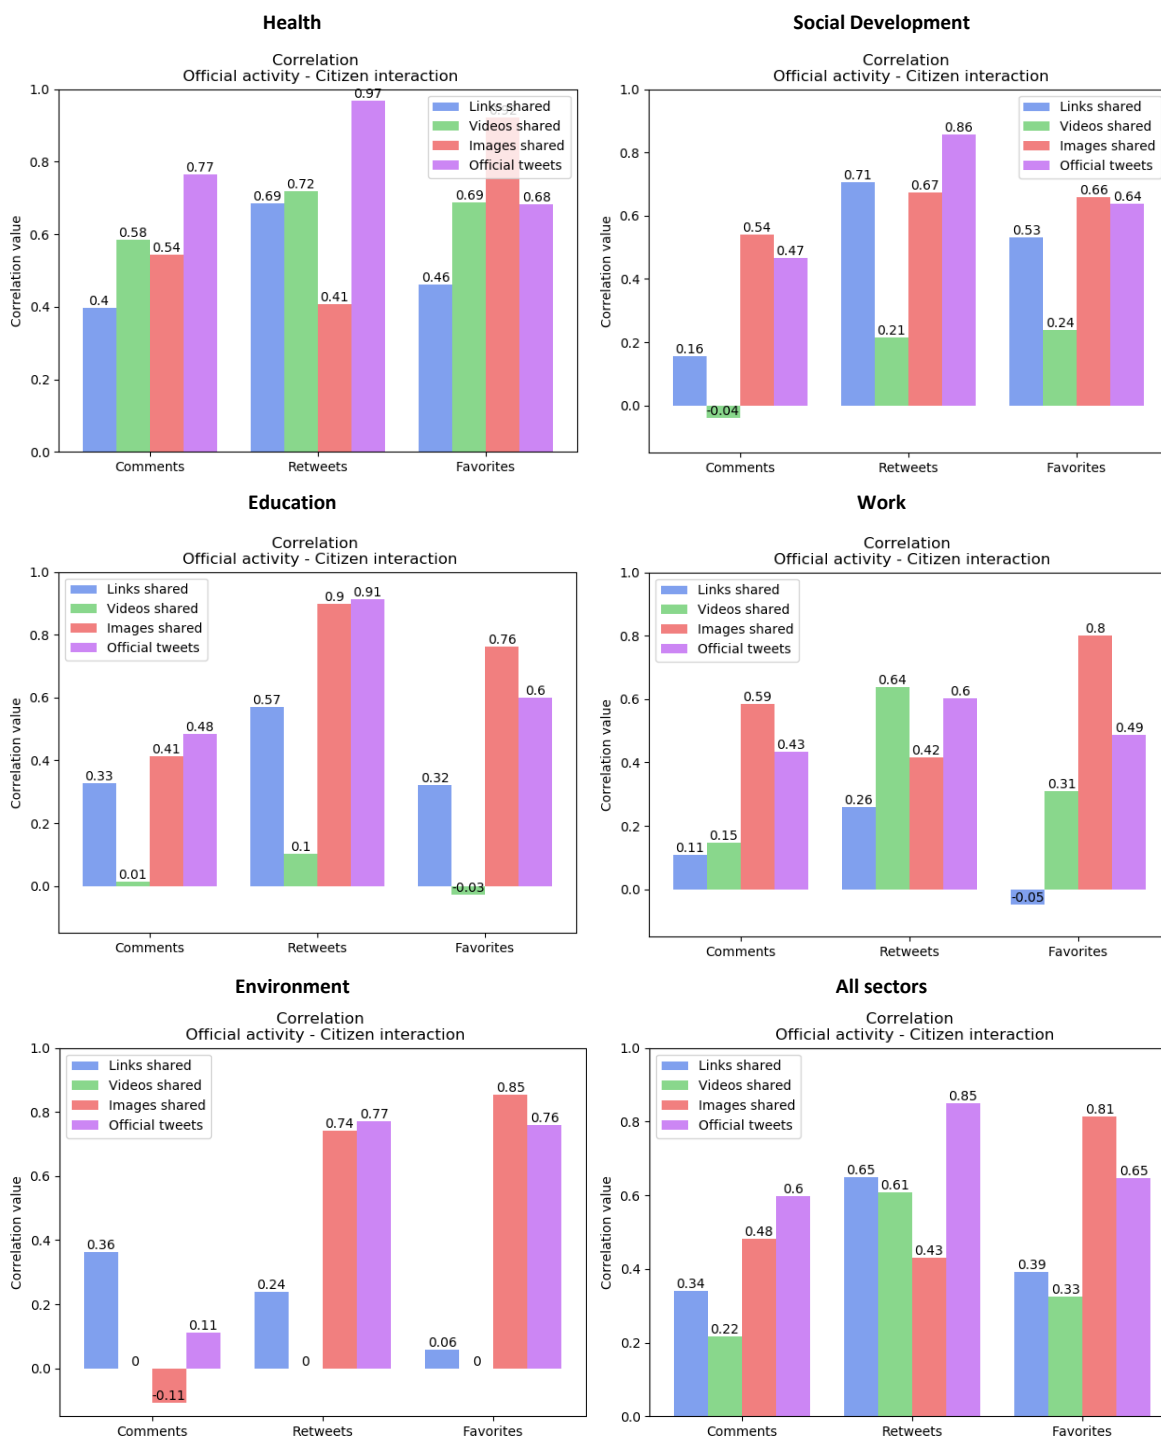 Health
Correlation
Official activity - Citizen interaction
Correlation value
1.0
0.8
0.6
0.4
0.2
0.0
Links shared
Videos shared
Images shared
Official tweets
0.4
0.58
0.54
0.77
0.69
0.72
0.41
0.97
0.46
0.69
0.92
0.68
Comments
Retweets
Favorites
Social Development
Correlation
Official activity - Citizen interaction
Correlation value
1.0
0.8
0.6
0.4
0.2
0.0
Links shared
Videos shared
Images shared
Official tweets
0.16
-0.04
0.54
0.47
0.71
0.21
0.67
0.86
0.53
0.24
0.66
0.64
Comments
Retweets
Favorites
Education
Correlation
Official activity - Citizen interaction
Correlation value
1.0
0.8
0.6
0.4
0.2
0.0
Links shared
Videos shared
Images shared
Official tweets
0.33
0.01
0.41
0.48
0.57
0.1
0.9
0.91
0.32
-0.03
0.76
0.6
Comments
Retweets
Favorites
Work
Correlation
Official activity - Citizen interaction
Correlation value
1.0
0.8
0.6
0.4
0.2
0.0
Links shared
Videos shared
Images shared
Official tweets
0.11
0.15
0.59
0.43
0.26
0.64
0.42
0.6
-0.05
0.31
0.8
0.49
Comments
Retweets
Favorites
Environment
Correlation
Official activity - Citizen interaction
Correlation value
1.0
0.8
0.6
0.4
0.2
0.0
Links shared
Videos shared
Images shared
Official tweets
0.36
0
-0.11
0.11
0.24
0
0.74
0.77
0.06
0
0.85
0.76
Comments
Retweets
Favorites
All sectors
Correlation
Official activity - Citizen interaction
Correlation value
1.0
0.8
0.6
0.4
0.2
0.0
Links shared
Videos shared
Images shared
Official tweets
0.34
0.22
0.48
0.6
0.65
0.61
0.43
0.85
0.39
0.33
0.81
0.65
Comments
Retweets
Favorites